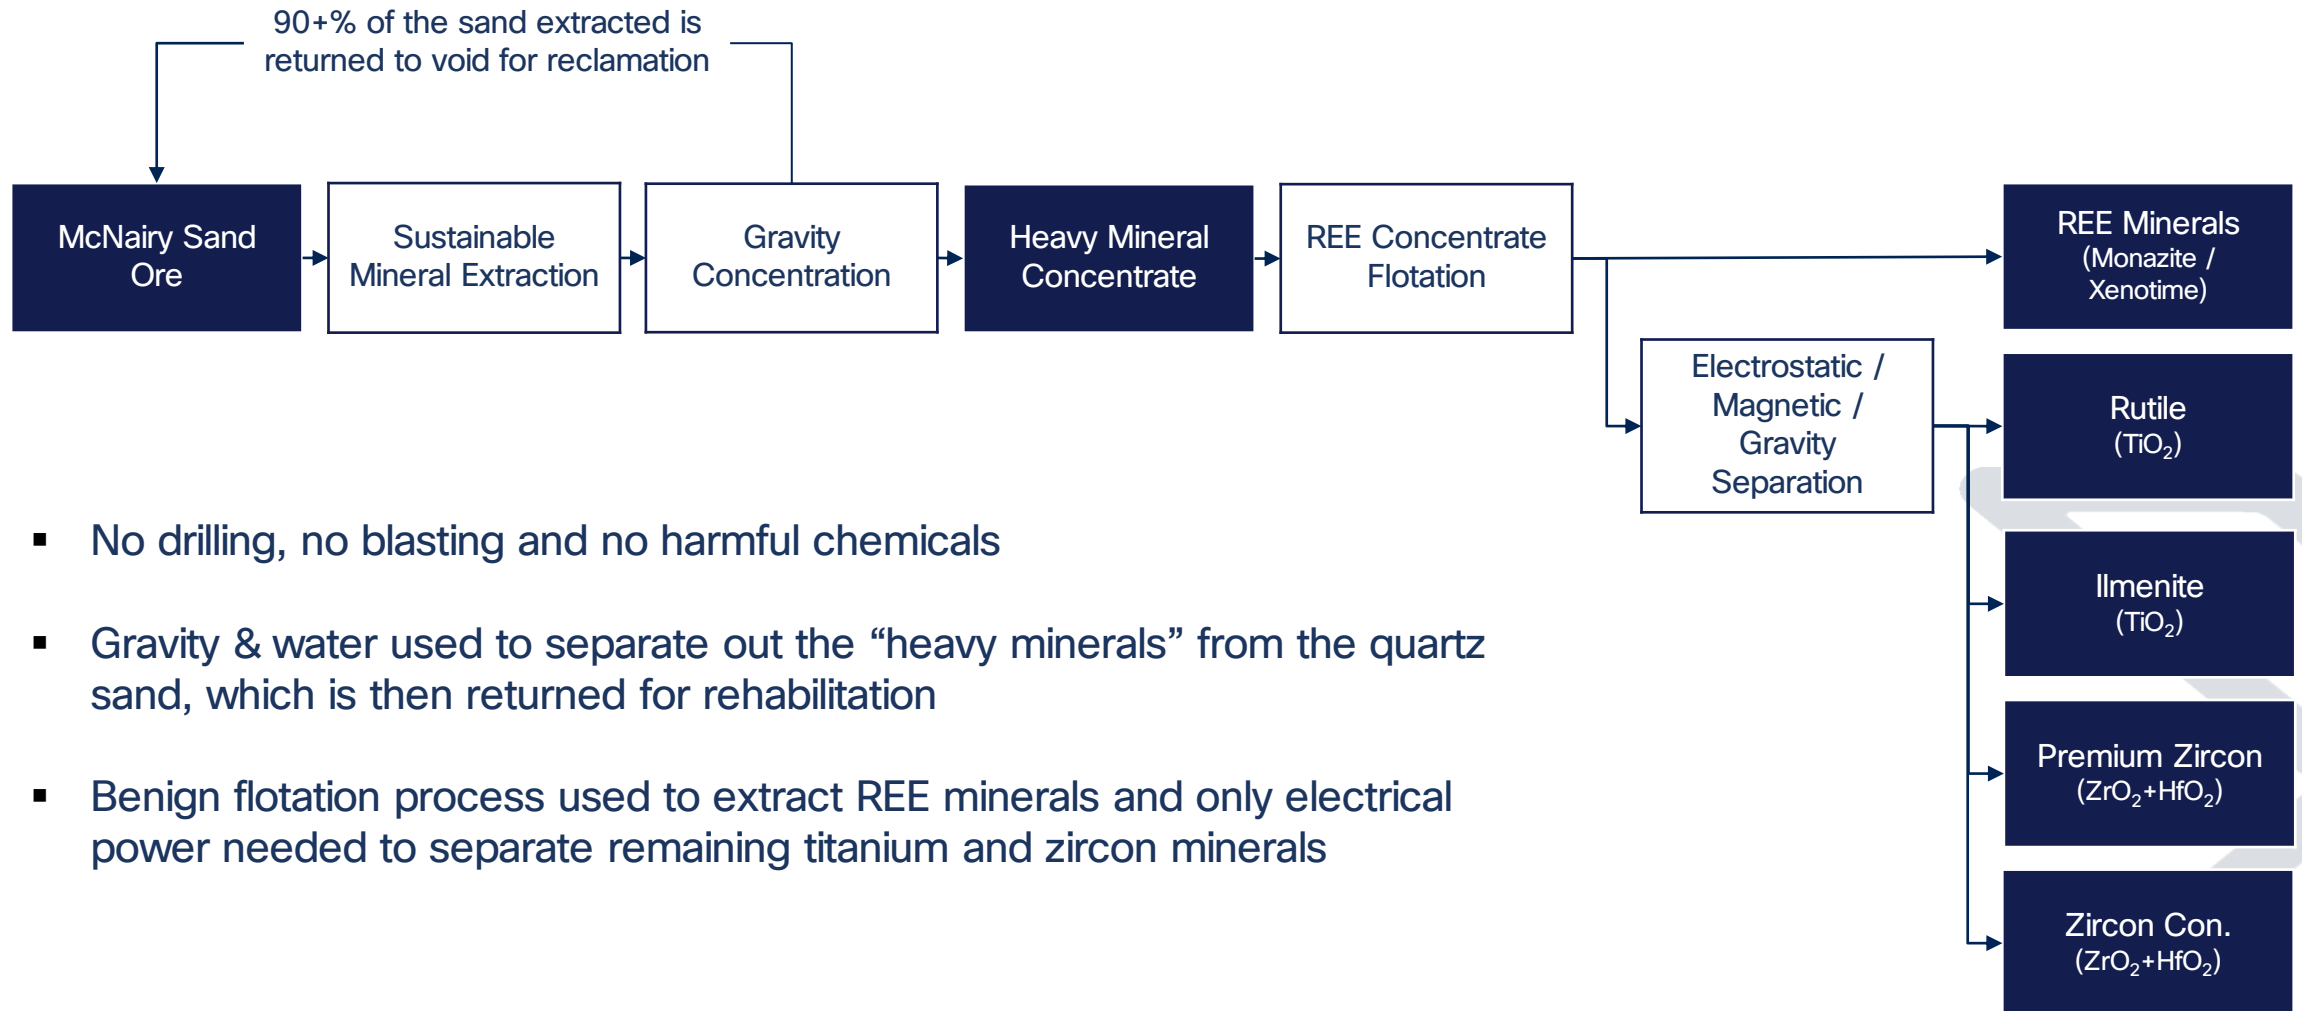 90+% of the sand extracted is
returned to void for reclamation
McNairy Sand
Ore
Sustainable
Mineral Extraction
Gravity
Concentration
Heavy Mineral
Concentrate
REE Concentrate
Flotation
REE Minerals
(Monazite /
Xenotime)
Electrostatic /
Magnetic /
Gravity
Separation
Rutile
(TiO₂)
Ilmenite
(TiO₂)
Premium Zircon
(ZrO₂+HfO₂)
Zircon Con.
(ZrO₂+HfO₂)
▪ No drilling, no blasting and no harmful chemicals
▪ Gravity & water used to separate out the “heavy minerals” from the quartz
sand, which is then returned for rehabilitation
▪ Benign flotation process used to extract REE minerals and only electrical
power needed to separate remaining titanium and zircon minerals